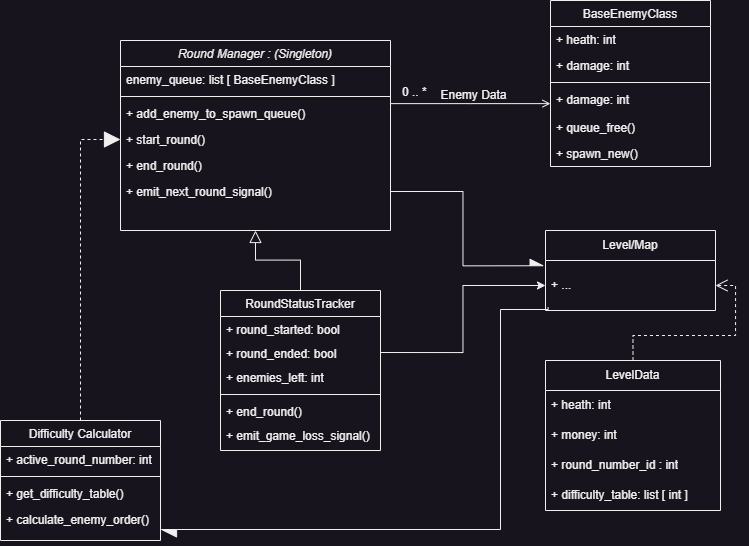 BaseEnemyClass
+ heath: int
+ damage: int
+ damage: int
+ queue_free()
+ spawn_new()
Round Manager : (Singleton)
enemy_queue: list [ BaseEnemyClass ]
+ add_enemy_to_spawn_queue()
+ start_round()
+ end_round()
+ emit_next_round_signal()
0 .. *
Enemy Data
Level/Map
+ ...
RoundStatusTracker
+ round_started: bool
+ round_ended: bool
+ enemies_left: int
+ end_round()
+ emit_game_loss_signal()
LevelData
+ heath: int
+ money: int
+ round_number_id : int
+ difficulty_table: list [ int ]
Difficulty Calculator
+ active_round_number: int
+ get_difficulty_table()
+ calculate_enemy_order()